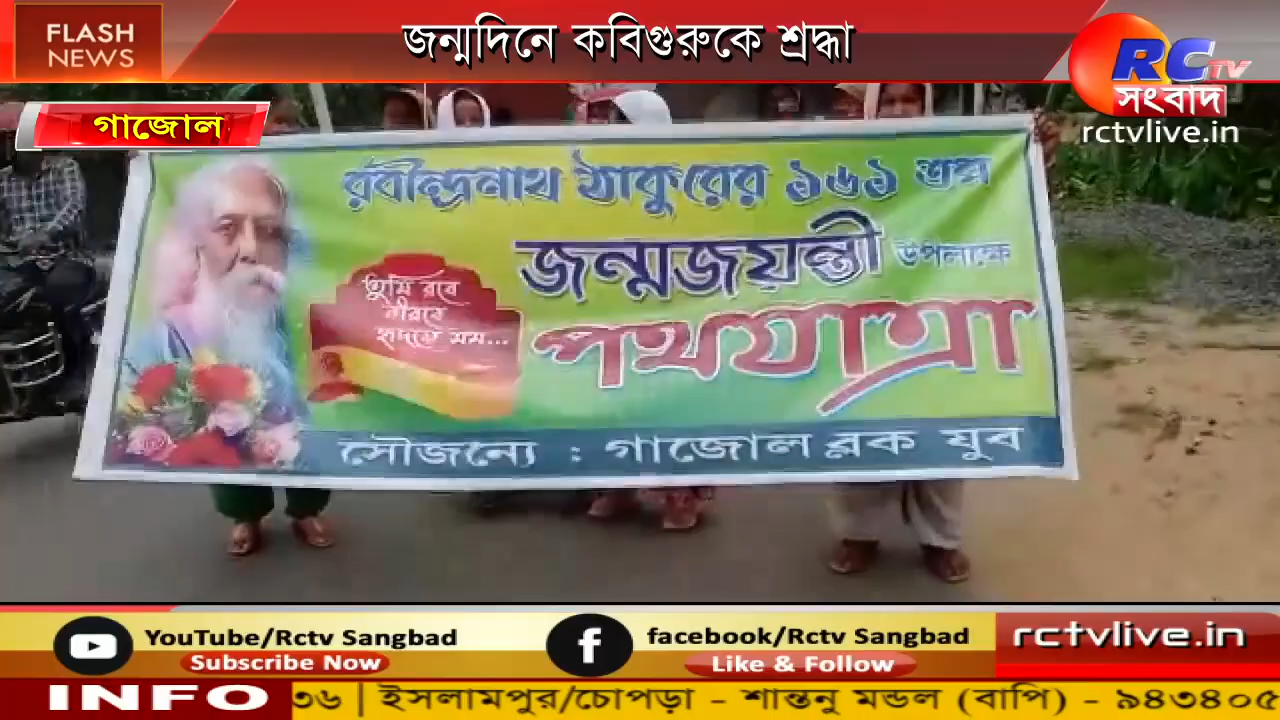 FLASH
NEWS
জন্মদিনে কবিগুরুকে শ্রদ্ধা
RCTV
সংবাদ
rctvlive.in
গাজোল
রবীন্দ্রনাথ ঠাকুরের ১৬১ তম
জন্মজয়ন্তী উপলক্ষে
তুমি রবে
নীরবে
হৃদয়ে মম...
পথযাত্রা
সৌজন্যে : গাজোল ব্লক যুব
YouTube/Rctv Sangbad
Subscribe Now
facebook/Rctv Sangbad
Like & Follow
rctvlive.in
INFO ৩৬ | ইসলামপুর/চোপড়া - শান্তনু মন্ডল (বাপি) - ৯৪৩৪০৫